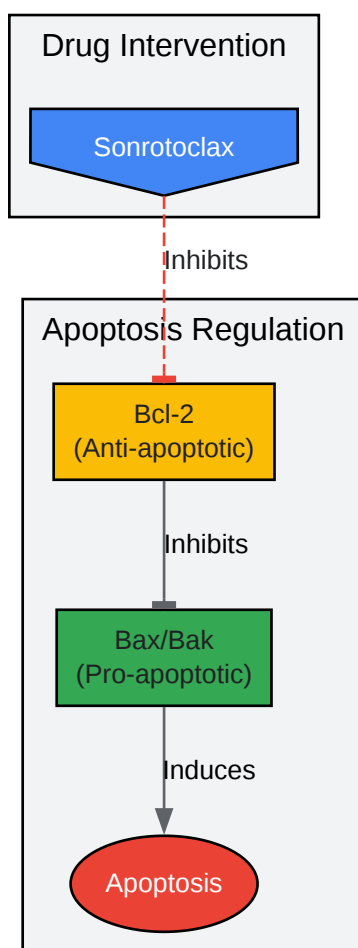 Drug Intervention
Sonrotoclax
Inhibits
Apoptosis Regulation
Bcl-2
(Anti-apoptotic)
Inhibits
Bax/Bak
(Pro-apoptotic)
Induces
Apoptosis